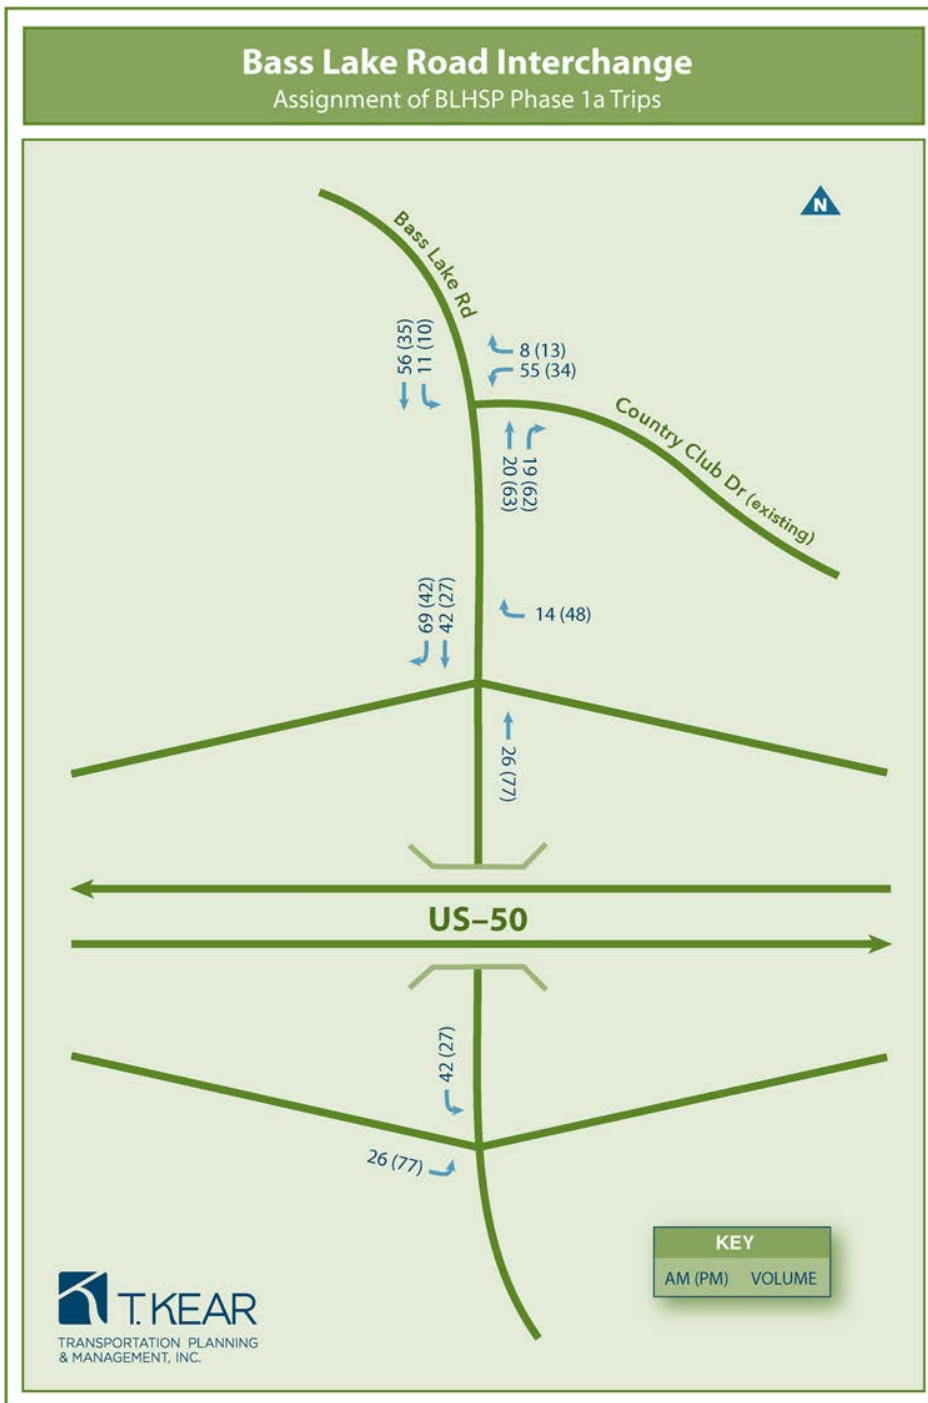 Bass Lake Road Interchange
Assignment of BLHSP Phase 1a Trips
N
Bass Lake Rd
56 (35)
11 (10)
8 (13)
55 (34)
Country Club Dr (existing)
20 (63)
19 (62)
69 (42)
42 (27)
14 (48)
26 (77)
US–50
42 (27)
26 (77)
KEY
AM (PM) VOLUME
T.KEAR
TRANSPORTATION PLANNING
& MANAGEMENT, INC.